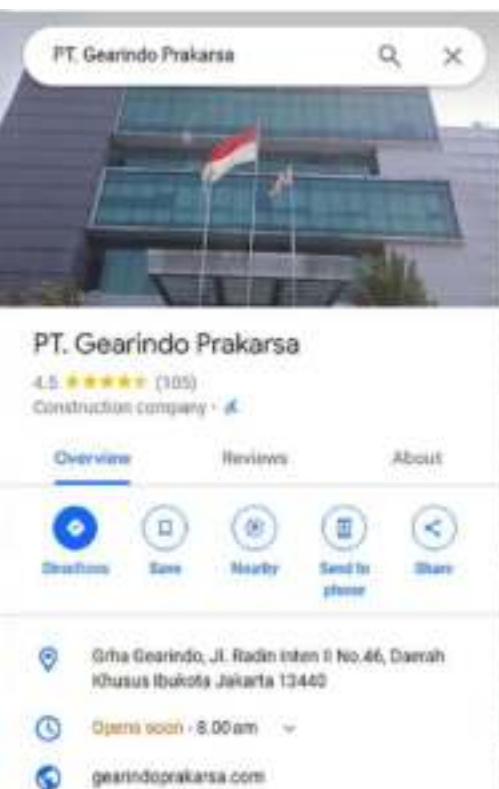 PT. Gearindo Prakarsa
PT. Gearindo Prakarsa
4.5 (105)
Construction company ·
Overview Reviews About
Directions Save Nearby Send to Share
phone
Grha Gearindo, Jl. Radin Inten II No.46, Daerah
Khusus Ibukota Jakarta 13440
Opens soon · 8.00 am
gearindoprakarsa.com